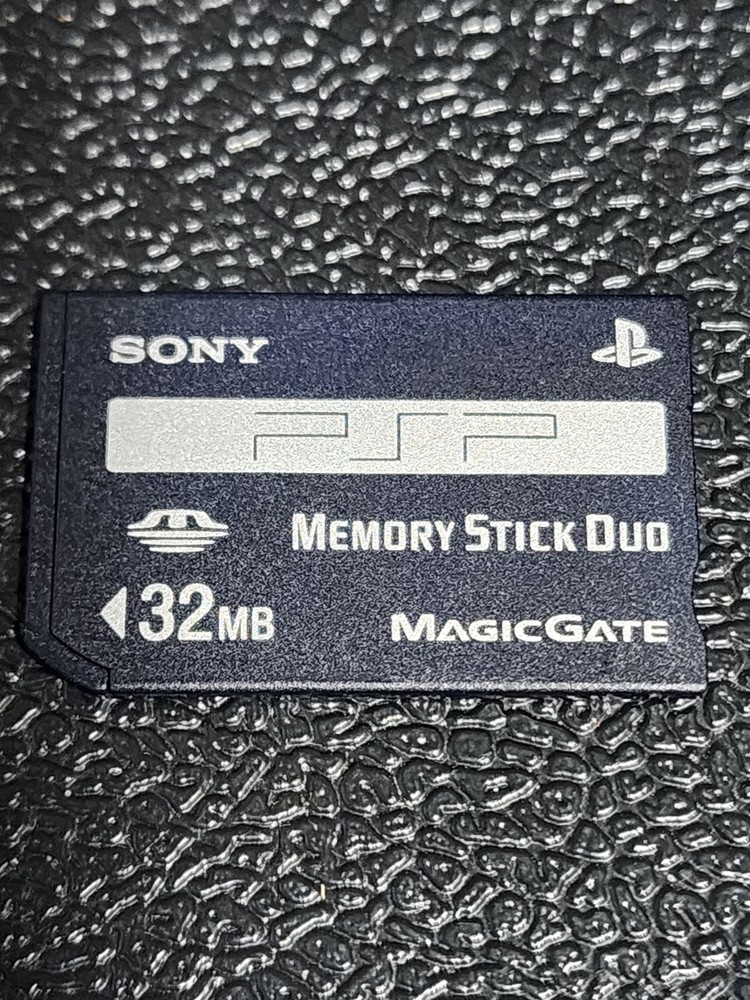 SONY
PSP
MEMORY STICK DUO
32MB
MAGICGATE